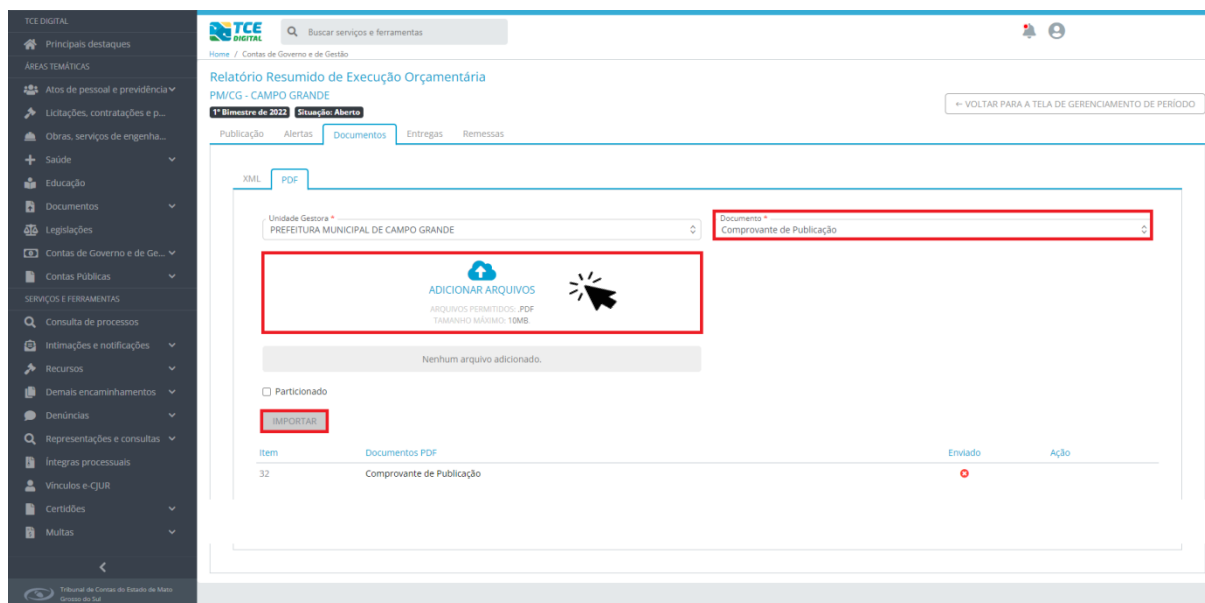 TCE DIGITAL
Principais destaques
ÁREAS TEMÁTICAS
Atos de pessoal e previdência
Licitações, contratações e p...
Obras, serviços de engenha...
Saúde
Educação
Documentos
Legislações
Contas de Governo e de Ge...
Contas Públicas
SERVIÇOS E FERRAMENTAS
Consulta de processos
Intimações e notificações
Recursos
Demais encaminhamentos
Denúncias
Representações e consultas
Íntegras processuais
Vínculos e-CJUR
Certidões
Multas
Tribunal de Contas do Estado de Mato
Grosso do Sul
TCE
DIGITAL
Buscar serviços e ferramentas
Home / Contas de Governo e de Gestão
Relatório Resumido de Execução Orçamentária
PM/CG - CAMPO GRANDE
1º Bimestre de 2022 Situação: Aberto
← VOLTAR PARA A TELA DE GERENCIAMENTO DE PERÍODO
Publicação Alertas Documentos Entregas Remessas
XML PDF
Unidade Gestora * Documento *
PREFEITURA MUNICIPAL DE CAMPO GRANDE Comprovante de Publicação
ADICIONAR ARQUIVOS
ARQUIVOS PERMITIDOS: .PDF
TAMANHO MÁXIMO: 10MB
Nenhum arquivo adicionado.
Particionado
IMPORTAR
Item Documentos PDF Enviado Ação
32 Comprovante de Publicação